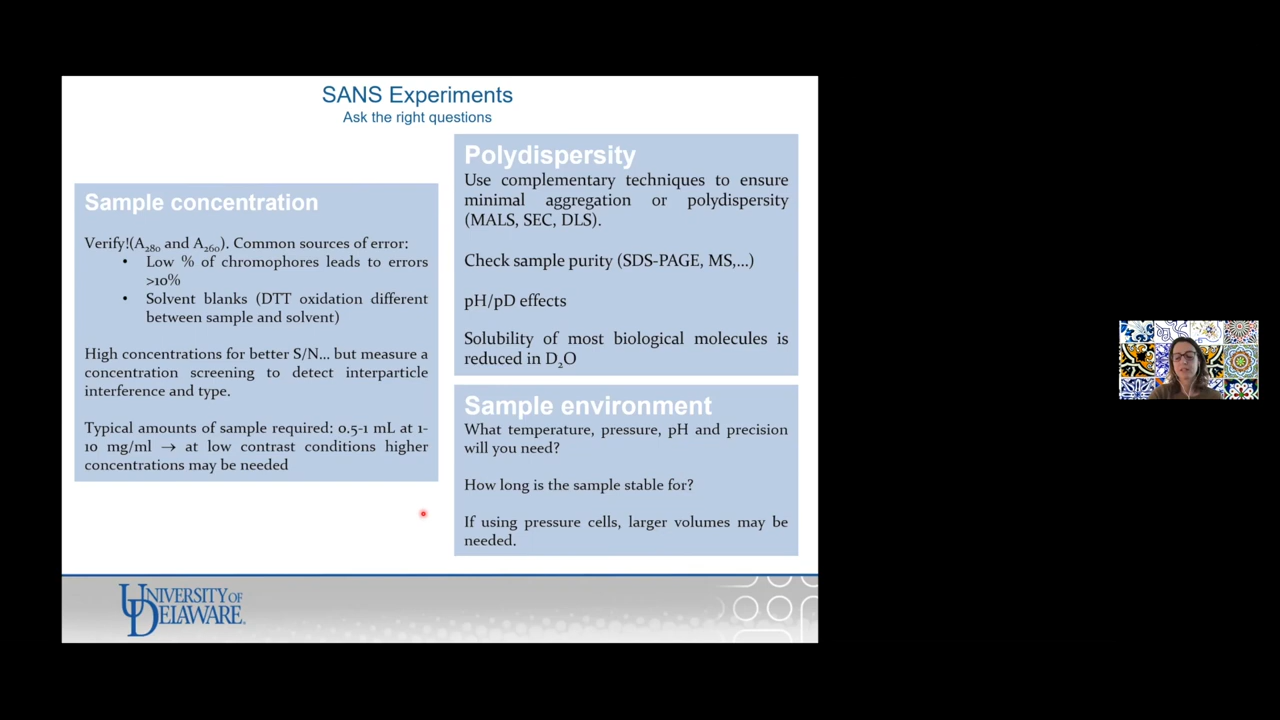 SANS Experiments
Ask the right questions
Sample concentration
Verify!(A₂₈₀ and A₂₆₀). Common sources of error:
• Low % of chromophores leads to errors
>10%
• Solvent blanks (DTT oxidation different
between sample and solvent)
High concentrations for better S/N... but measure a
concentration screening to detect interparticle
interference and type.
Typical amounts of sample required: 0.5-1 mL at 1-
10 mg/ml → at low contrast conditions higher
concentrations may be needed
Polydispersity
Use complementary techniques to ensure
minimal aggregation or polydispersity
(MALS, SEC, DLS).
Check sample purity (SDS-PAGE, MS,...)
pH/pD effects
Solubility of most biological molecules is
reduced in D₂O
Sample environment
What temperature, pressure, pH and precision
will you need?
How long is the sample stable for?
If using pressure cells, larger volumes may be
needed.
UNIVERSITY OF
DELAWARE